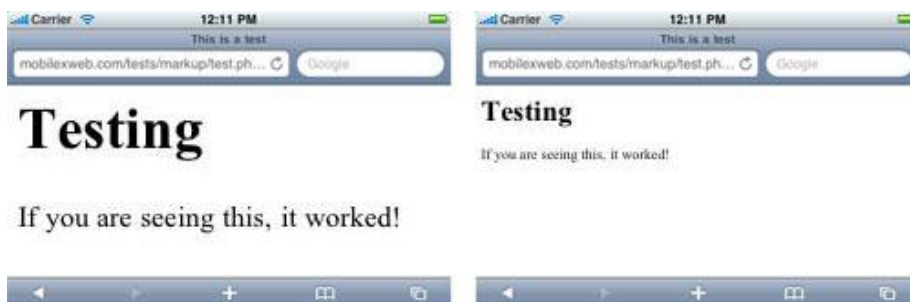 Carrier 12:11 PM
This is a test
mobilexweb.com/tests/markup/test.ph... Google
Testing
If you are seeing this, it worked!
Carrier 12:11 PM
This is a test
mobilexweb.com/tests/markup/test.ph... Google
Testing
If you are seeing this, it worked!